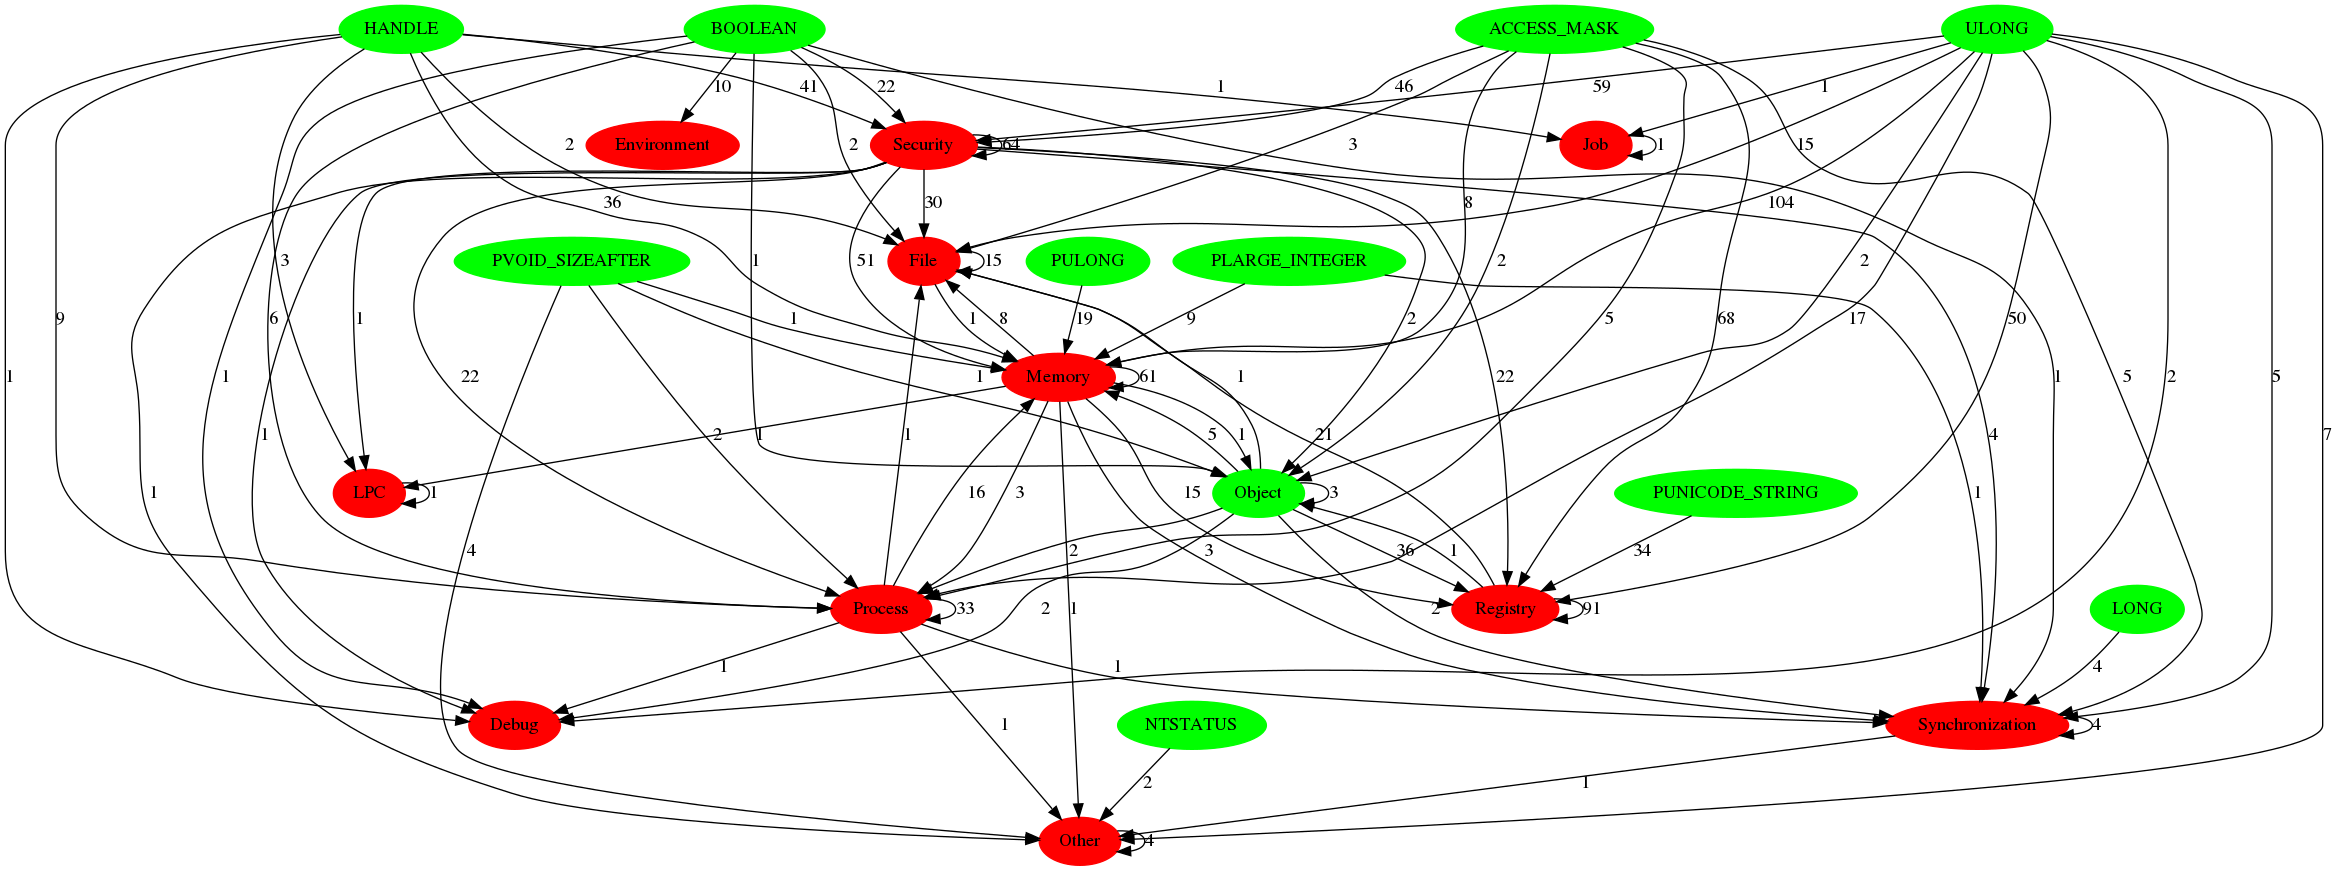 HANDLE BOOLEAN ACCESS_MASK ULONG
10 41 22 1 46 59 1
Environment Security 64 Job 1
2 2 3 15
36 30 8 104
3 PVOID_SIZEAFTER 51 File 15 PULONG PLARGE_INTEGER 1 2 2
9 6 1 1 1 8 19 9 2 5 68 17 50 5 2 5 1
1 22 Memory 61 1
1 1 2 1 1 16 3 5 1 21 22 4 7
LPC 1 15 Object 3 PUNICODE_STRING
1 4 2 1 3 36 1 34 1
Process 33 2 2 Registry 91 LONG
1 1 4
Debug NTSTATUS Synchronization 4
1 2 1
Other 4